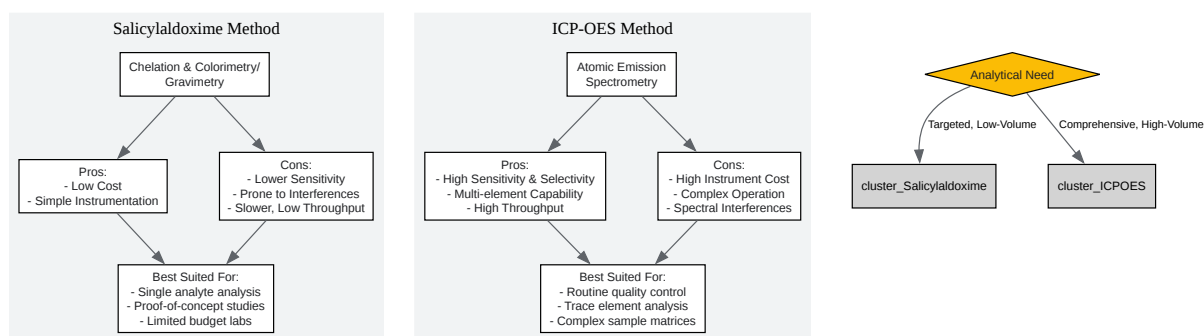 Salicylaldoxime Method
Chelation & Colorimetry/
Gravimetry
Pros:
- Low Cost
- Simple Instrumentation
Cons:
- Lower Sensitivity
- Prone to Interferences
- Slower, Low Throughput
Best Suited For:
- Single analyte analysis
- Proof-of-concept studies
- Limited budget labs
ICP-OES Method
Atomic Emission
Spectrometry
Pros:
- High Sensitivity & Selectivity
- Multi-element Capability
- High Throughput
Cons:
- High Instrument Cost
- Complex Operation
- Spectral Interferences
Best Suited For:
- Routine quality control
- Trace element analysis
- Complex sample matrices
Analytical Need
Targeted, Low-Volume
Comprehensive, High-Volume
cluster_Salicylaldoxime
cluster_ICPOES